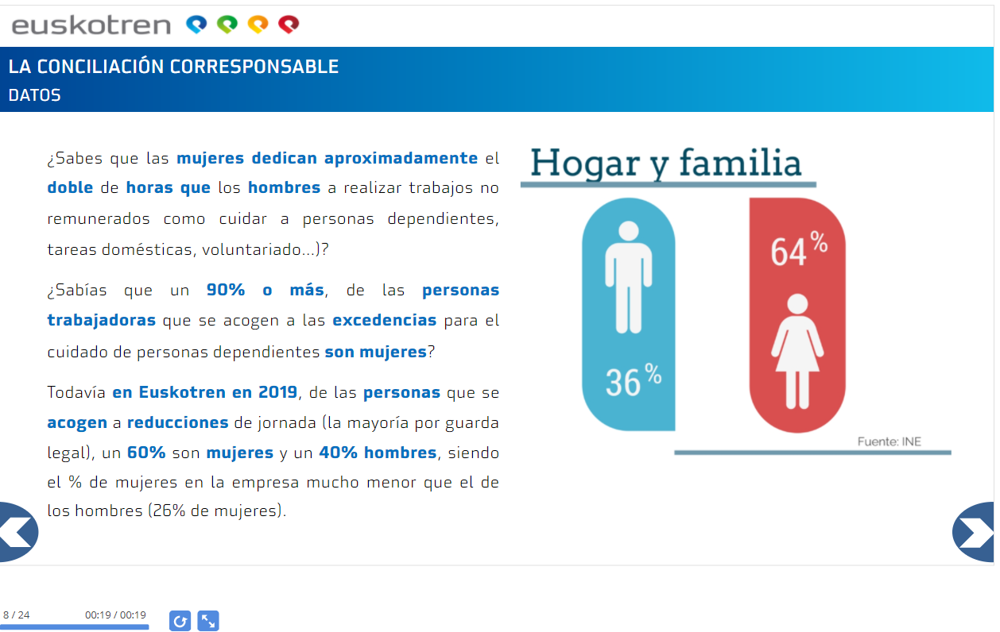 euskotren
LA CONCILIACIÓN CORRESPONSABLE
DATOS
¿Sabes que las mujeres dedican aproximadamente el
doble de horas que los hombres a realizar trabajos no
remunerados como cuidar a personas dependientes,
tareas domésticas, voluntariado...)?
¿Sabías que un 90% o más, de las personas
trabajadoras que se acogen a las excedencias para el
cuidado de personas dependientes son mujeres?
Todavía en Euskotren en 2019, de las personas que se
acogen a reducciones de jornada (la mayoría por guarda
legal), un 60% son mujeres y un 40% hombres, siendo
el % de mujeres en la empresa mucho menor que el de
los hombres (26% de mujeres).
Hogar y familia
64%
36%
Fuente: INE
8 / 24
00:19 / 00:19